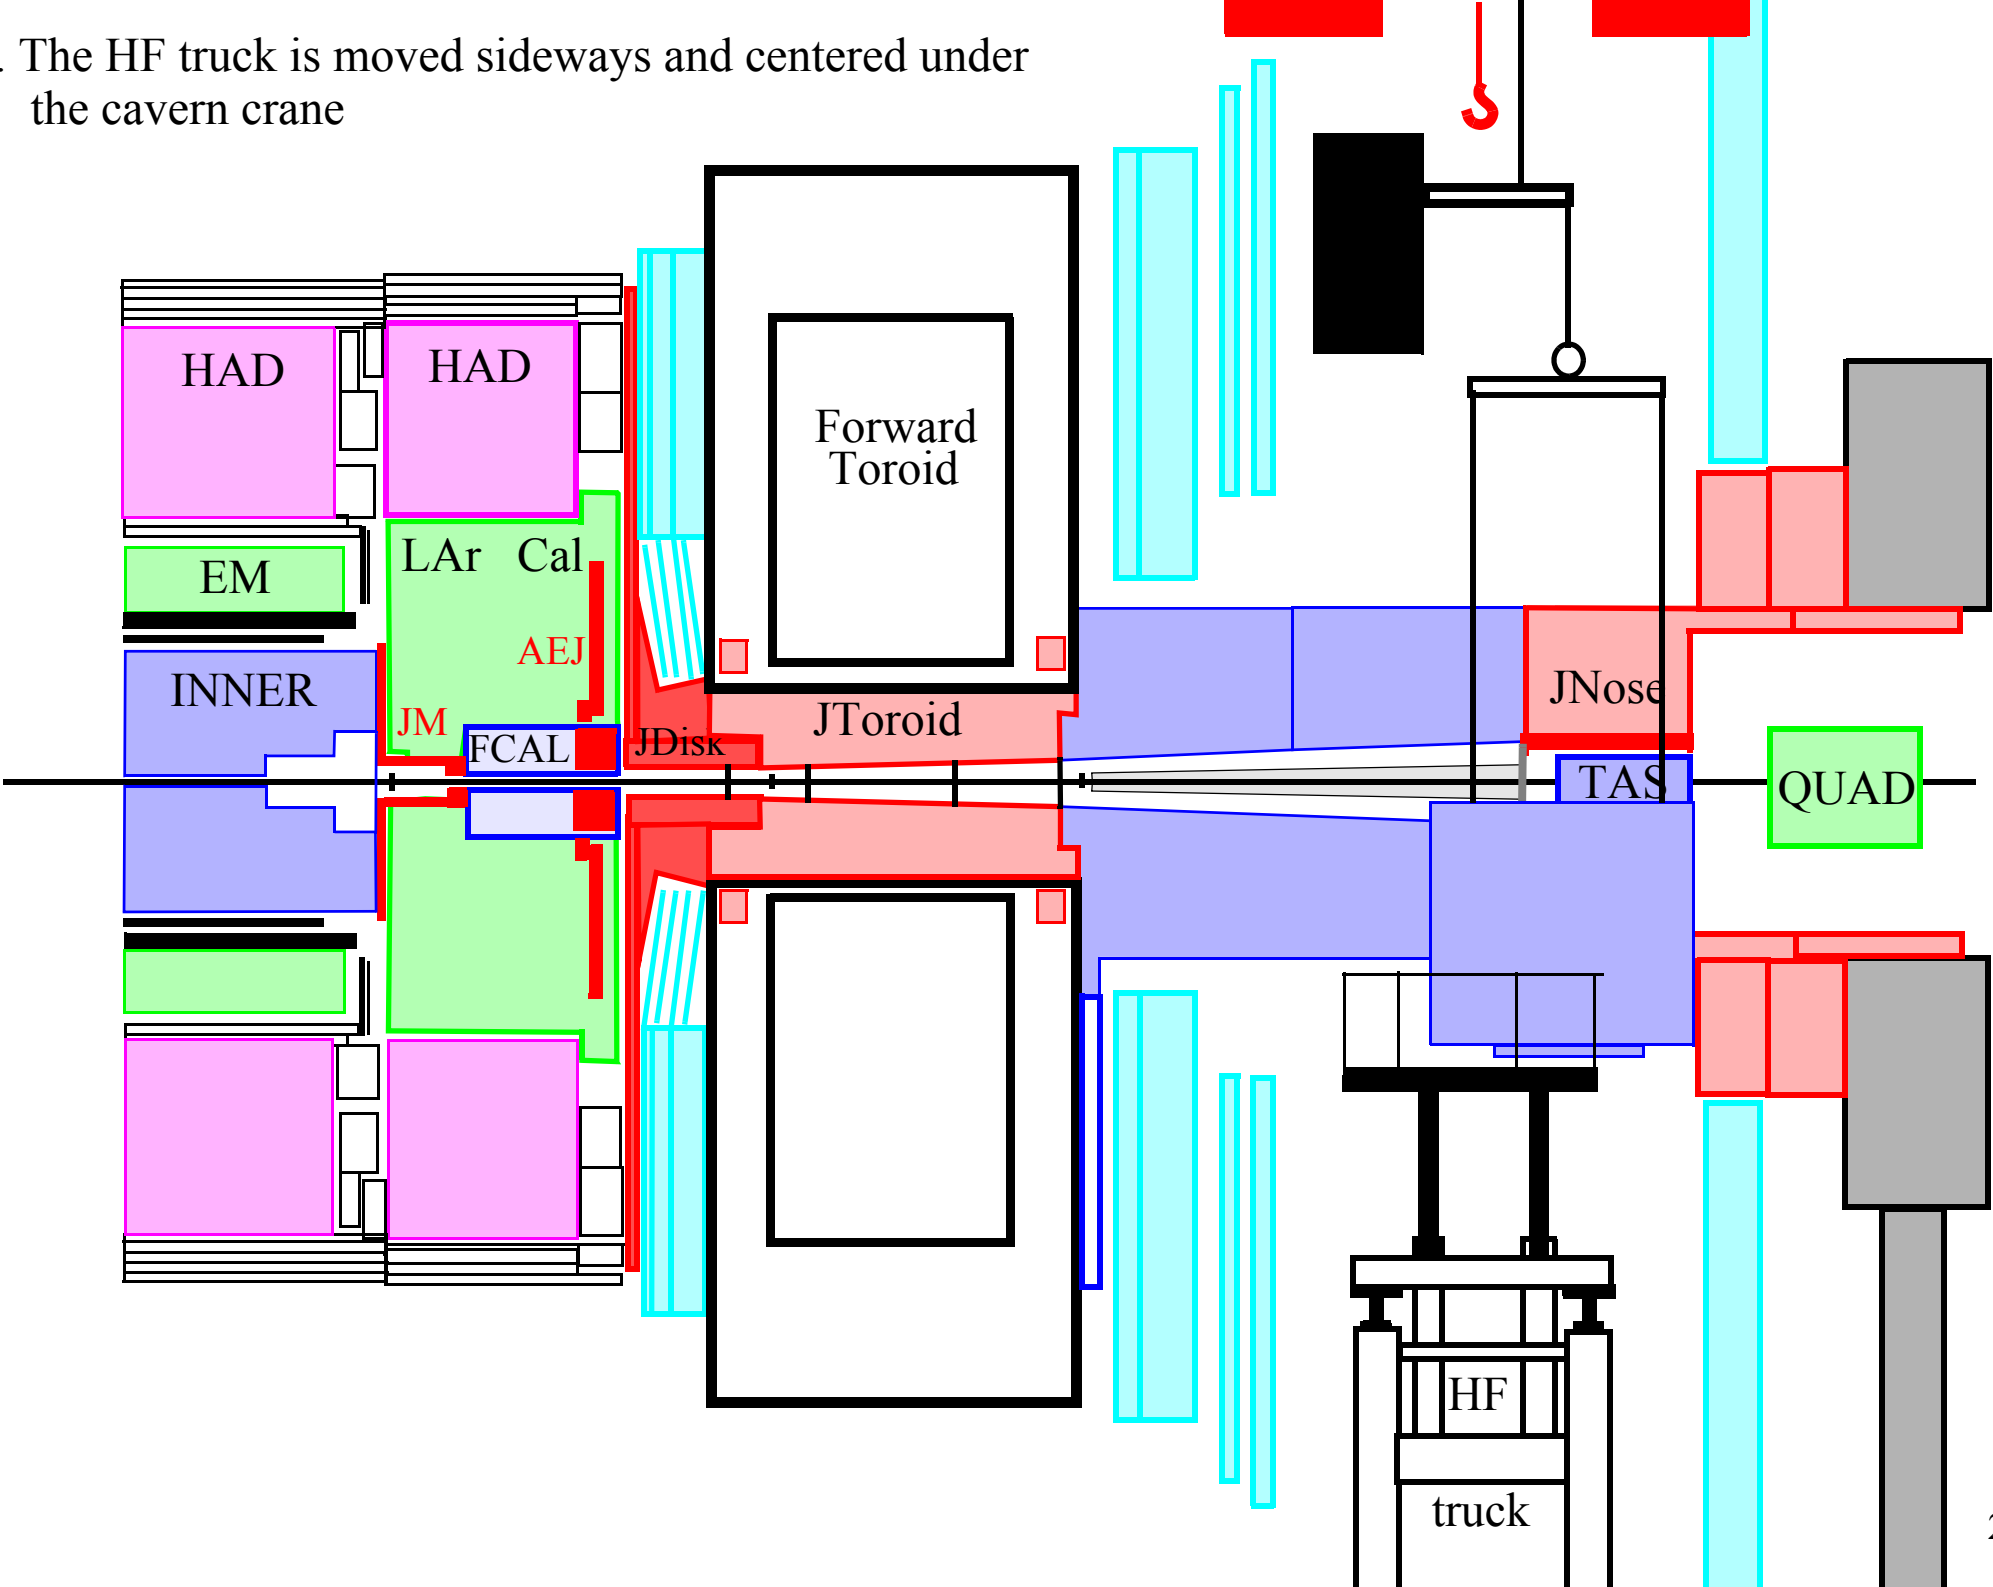 . The HF truck is moved sideways and centered under
the cavern crane
HAD
HAD
Forward
Toroid
LAr Cal
EM
AEJ
INNER
JM
FCAL
JDisk
JToroid
JNose
TAS
QUAD
HF
truck